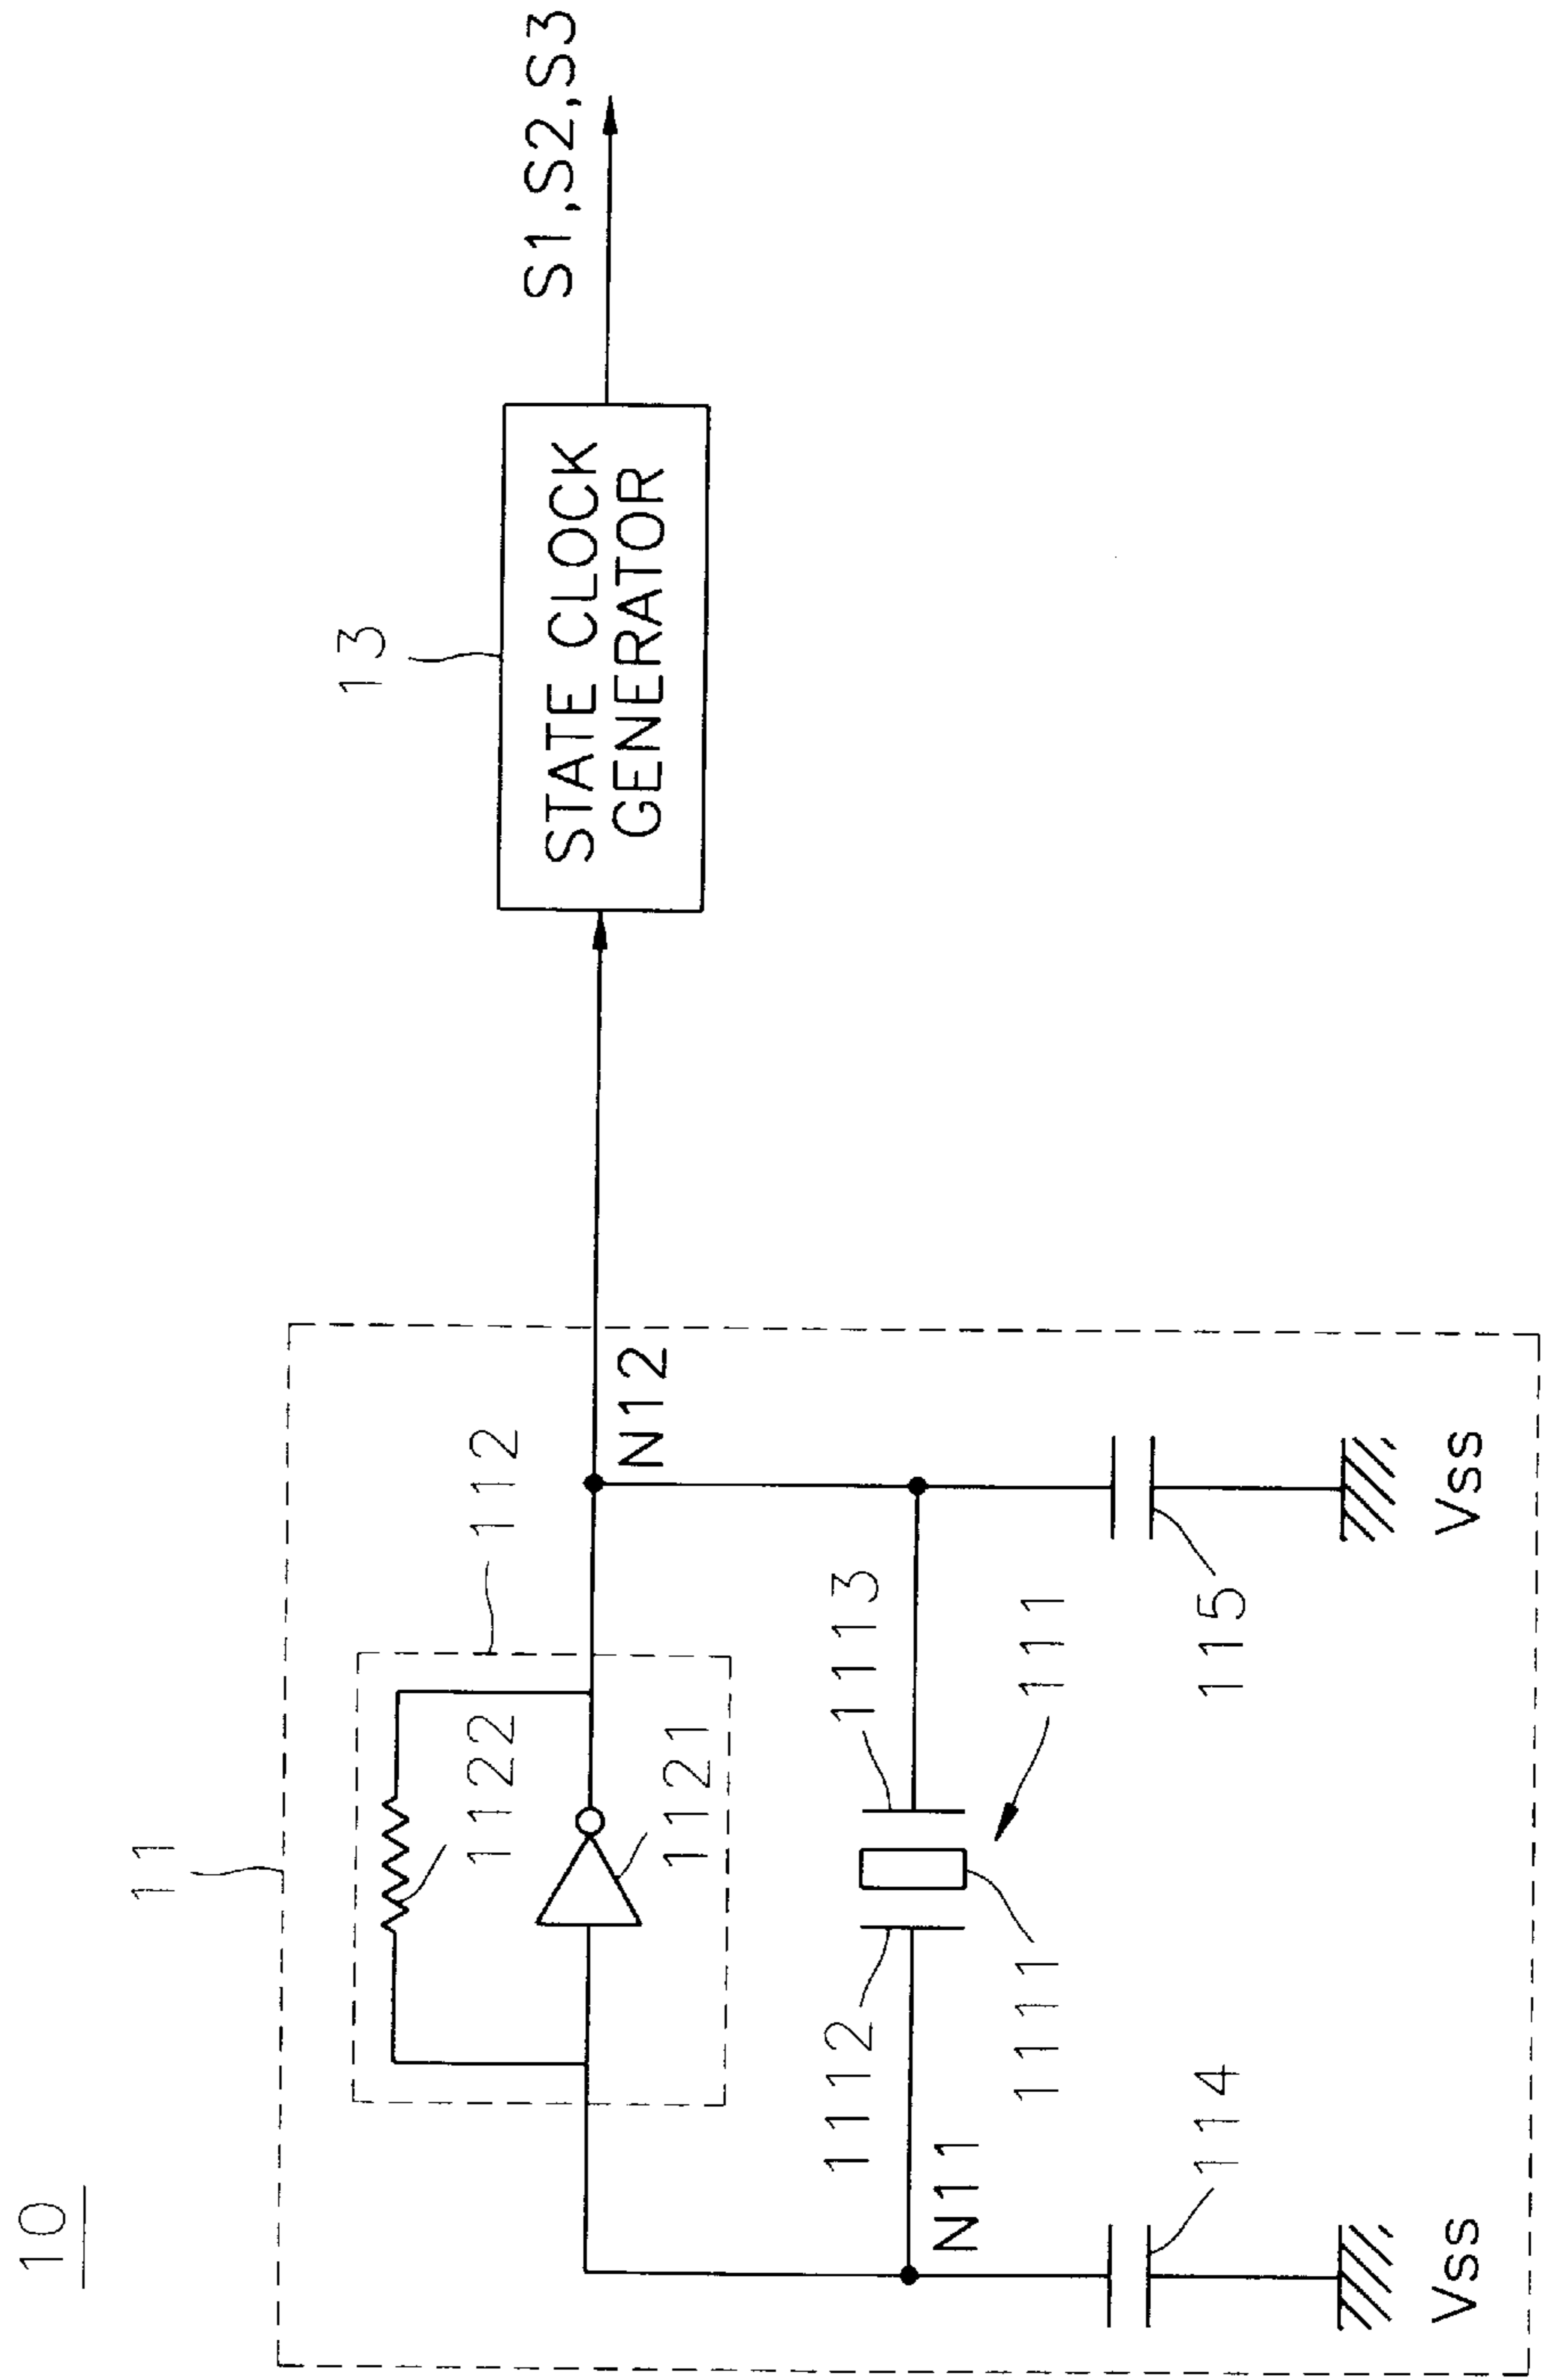 10
11
13
S1,S2,S3
112
1122
STATE CLOCK
GENERATOR
N12
1121
1112
1113
N11
1111
111
114
115
Vss
Vss